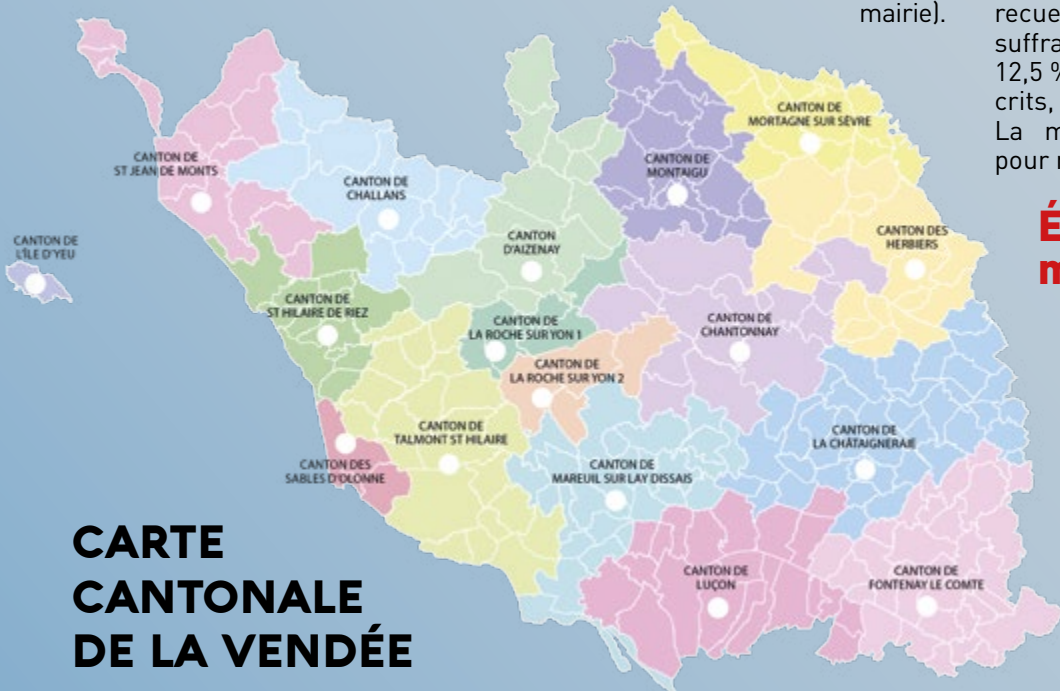 mairie).
recue
suffra
12,5 %
crits,
La m
pour r
É
m
CANTON DE
MORTAGNE SUR SÈVRE
CANTON DE
ST JEAN DE MONTS
CANTON DE
CHALLANS
CANTON DE
MONTAIGU
CANTON DE
L'ÎLE D'YEU
CANTON
D'AIZENAY
CANTON DES
HERBIERS
CANTON DE
ST HILAIRE DE RIEZ
CANTON DE
LA ROCHE SUR YON 1
CANTON DE
CHANTONNAY
CANTON DE
LA ROCHE SUR YON 2
CANTON DE
TALMONT ST HILAIRE
CANTON DE
LA CHÂTAIGNERAIE
CANTON DES
SABLES D'OLONNE
CANTON DE
MAREUIL SUR LAY DISSAIS
CANTON DE
LUÇON
CANTON DE
FONTENAY LE COMTE
CARTE
CANTONALE
DE LA VENDÉE